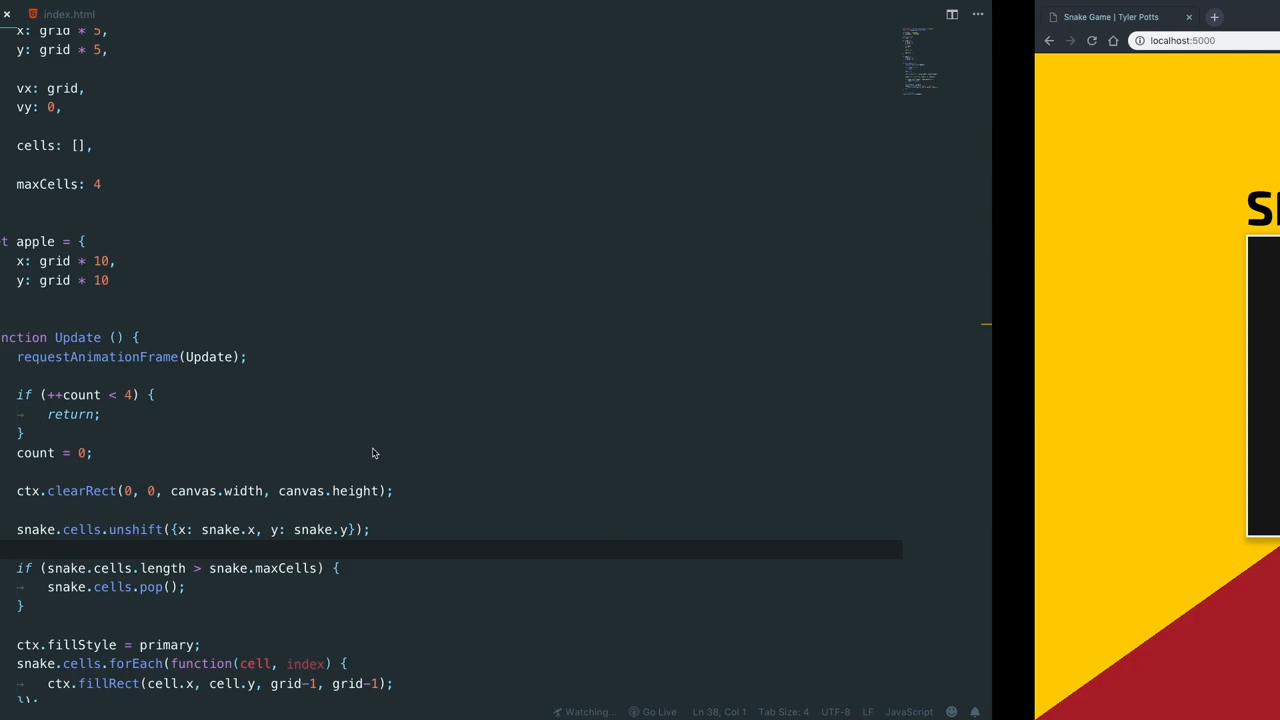 index.html
x: grid * 5,
y: grid * 5,
vx: grid,
vy: 0,
cells: [],
maxCells: 4
t apple = {
x: grid * 10,
y: grid * 10
nction Update () {
requestAnimationFrame(Update);
if (++count < 4) {
return;
}
count = 0;
ctx.clearRect(0, 0, canvas.width, canvas.height);
snake.cells.unshift({x: snake.x, y: snake.y});
if (snake.cells.length > snake.maxCells) {
snake.cells.pop();
}
ctx.fillStyle = primary;
snake.cells.forEach(function(cell, index) {
ctx.fillRect(cell.x, cell.y, grid-1, grid-1);
});
Watching... Go Live Ln 38, Col 1 Tab Size: 4 UTF-8 LF JavaScript
Snake Game | Tyler Potts
localhost:5000